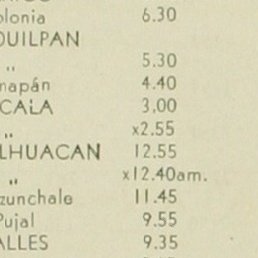 olonia 6.30
OUILPAN
,, 5.30
napán 4.40
CALA 3,00
,, x2.55
LHUACAN 12.55
,, x12.40am.
zunchale 11.45
Pujal 9.55
ALLES 9.35